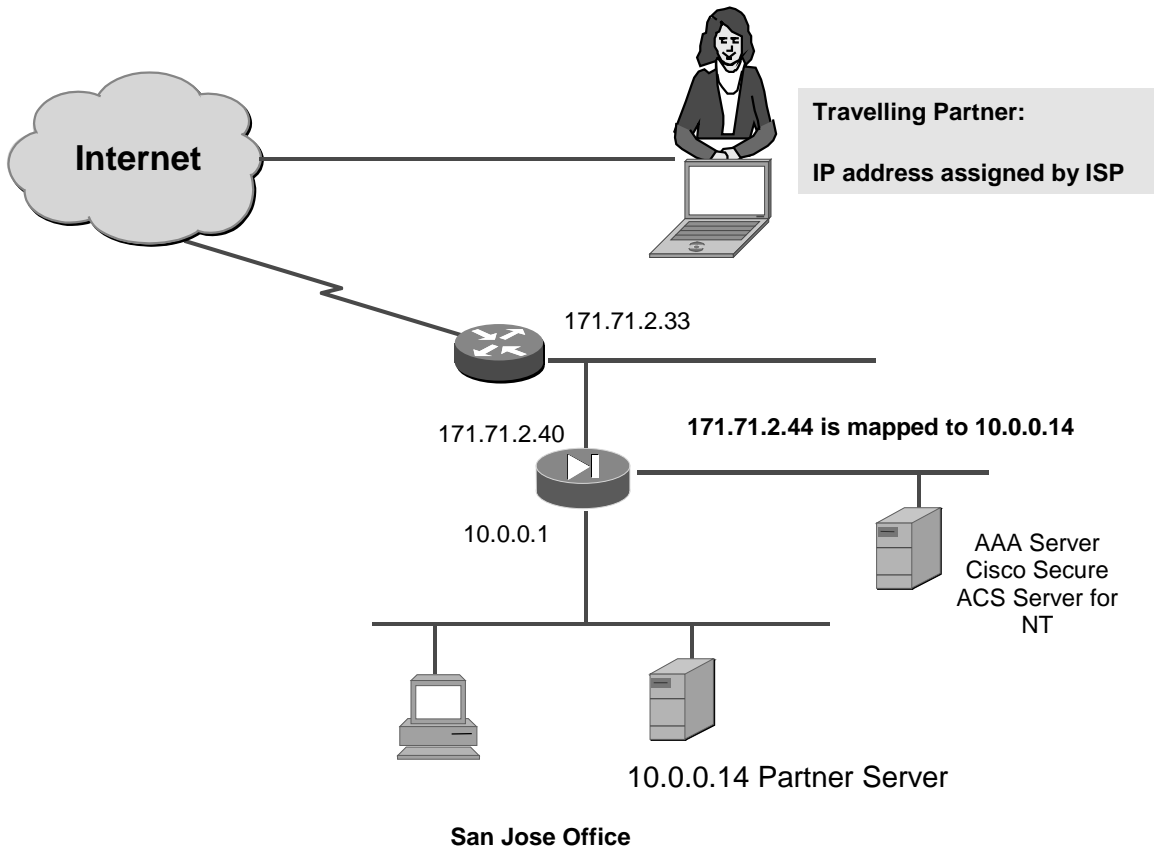 Internet
Travelling Partner:
IP address assigned by ISP
171.71.2.33
171.71.2.40
171.71.2.44 is mapped to 10.0.0.14
10.0.0.1
AAA Server
Cisco Secure
ACS Server for
NT
10.0.0.14 Partner Server
San Jose Office